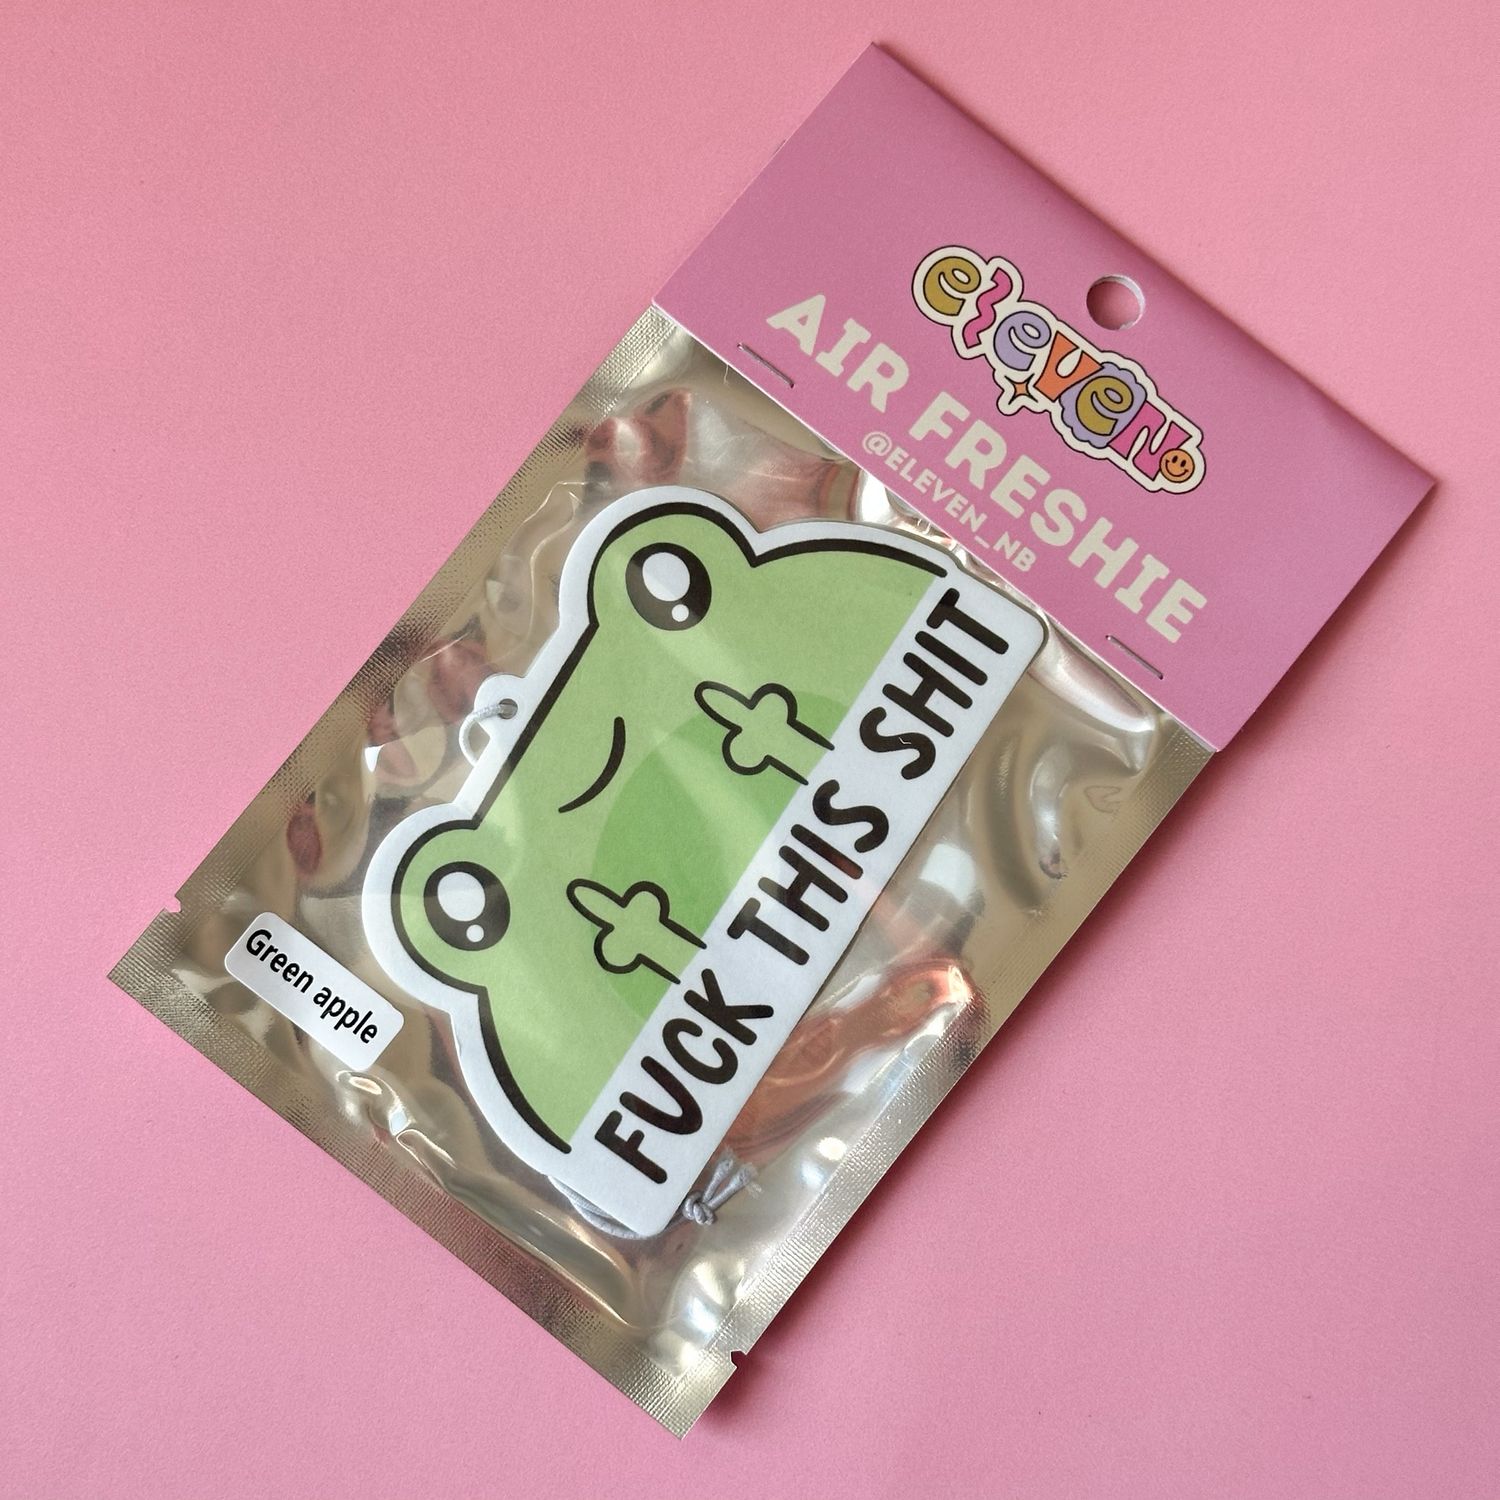 eleven
AIR FRESHIE
@ELEVEN_NB
FUCK THIS SHIT
Green apple